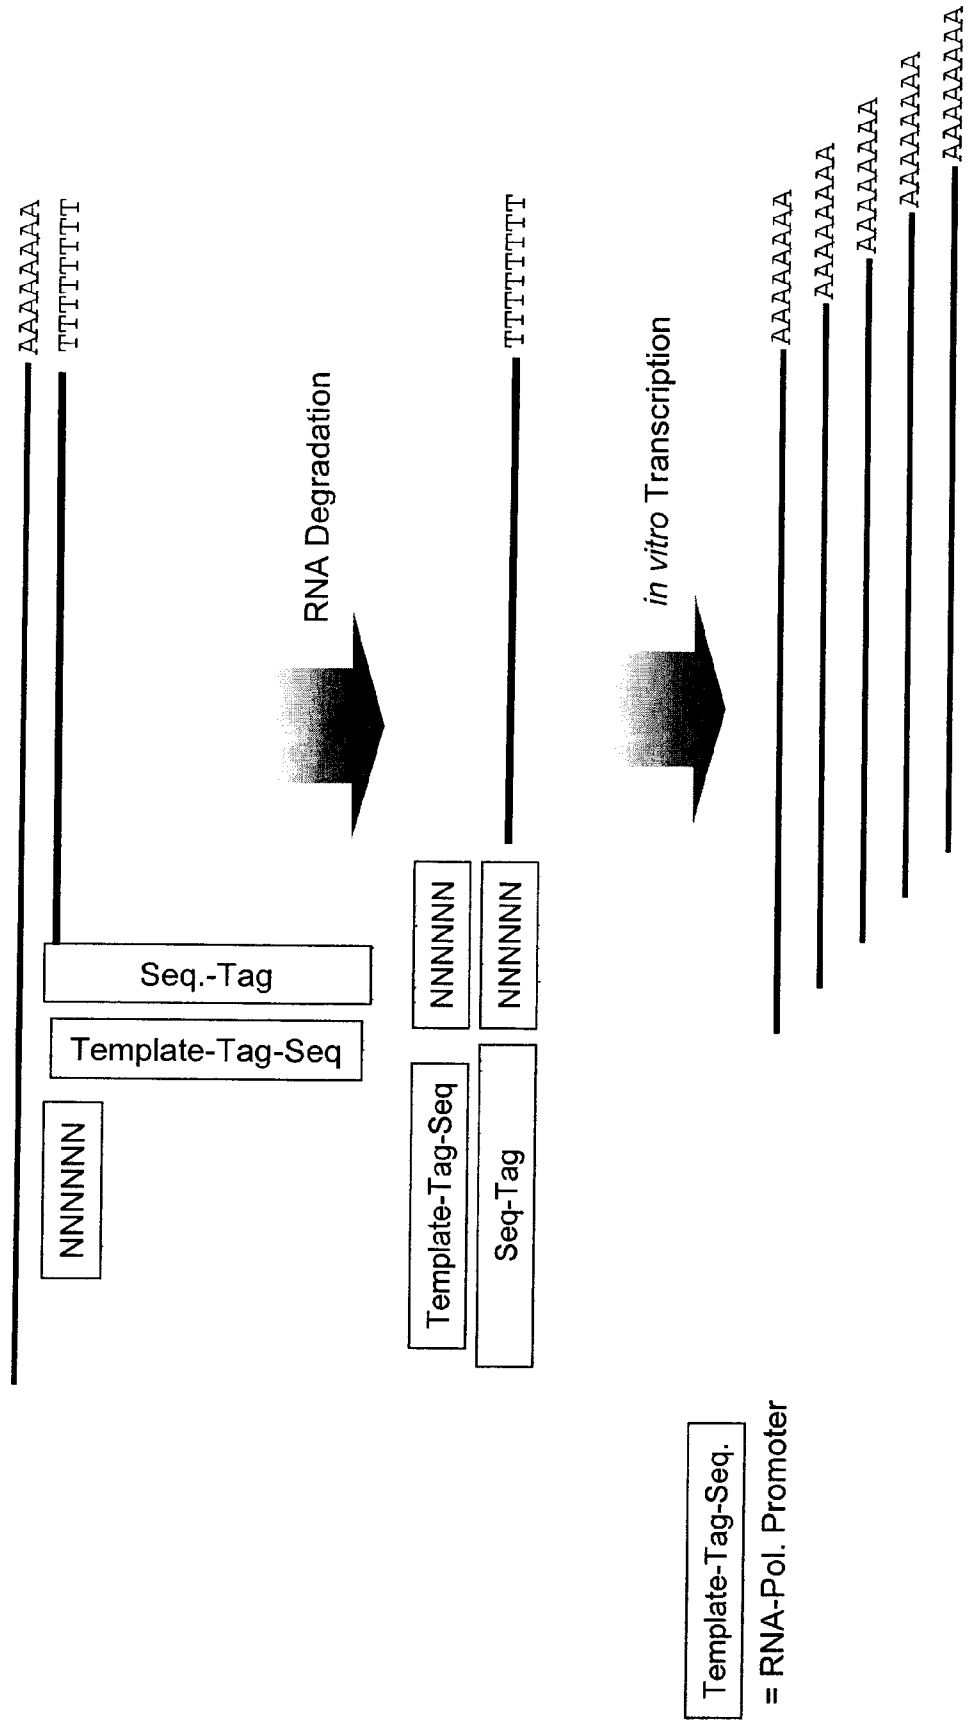 AAAAAAAA
TTTTTTTT
NNNNNN
Template-Tag-Seq
Seq.-Tag
RNA Degradation
Template-Tag-Seq
NNNNNN
Seq-Tag
NNNNNN
TTTTTTTT
in vitro Transcription
Template-Tag-Seq.
= RNA-Pol. Promoter
AAAAAAAA
AAAAAAAA
AAAAAAAA
AAAAAAAA
AAAAAAAA